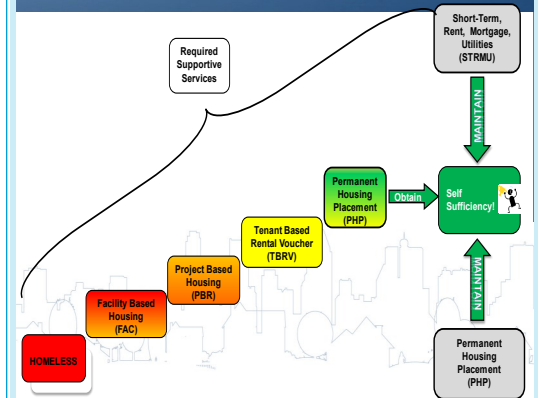 Short-Term,
Rent, Mortgage,
Utilities
(STRMU)
Required
Supportive
Services
MAINTAIN
Permanent
Housing
Placement
(PHP)
Obtain
Self
Sufficiency!
Tenant Based
Rental Voucher
(TBRV)
Project Based
Housing
(PBR)
Facility Based
Housing
(FAC)
MAINTAIN
HOMELESS
Permanent
Housing
Placement
(PHP)